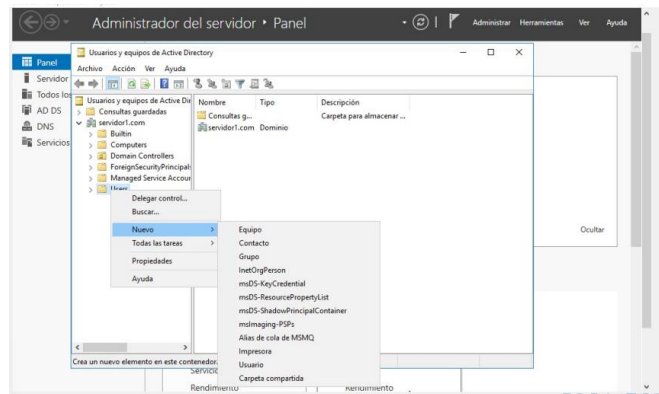 Administrador del servidor • Panel
Administrar Herramientas Ver Ayuda
Panel
Servidor
Todos los
AD DS
DNS
Servicios
Usuarios y equipos de Active Directory
Archivo Acción Ver Ayuda
Usuarios y equipos de Active Dir
Consultas guardadas
servidor1.com
Builtin
Computers
Domain Controllers
ForeignSecurityPrincipals
Managed Service Accour
Users
Nombre Tipo Descripción
Consultas g... Carpeta para almacenar ...
servidor1.com Dominio
Delegar control...
Buscar...
Nuevo
Todas las tareas
Propiedades
Ayuda
Equipo
Contacto
Grupo
InetOrgPerson
msDS-KeyCredential
msDS-ResourcePropertyList
msDS-ShadowPrincipalContainer
msImaging-PSPs
Alias de cola de MSMQ
Impresora
Usuario
Carpeta compartida
Ocultar
Crea un nuevo elemento en este contenedor.
Servicio
Rendimiento Rendimiento